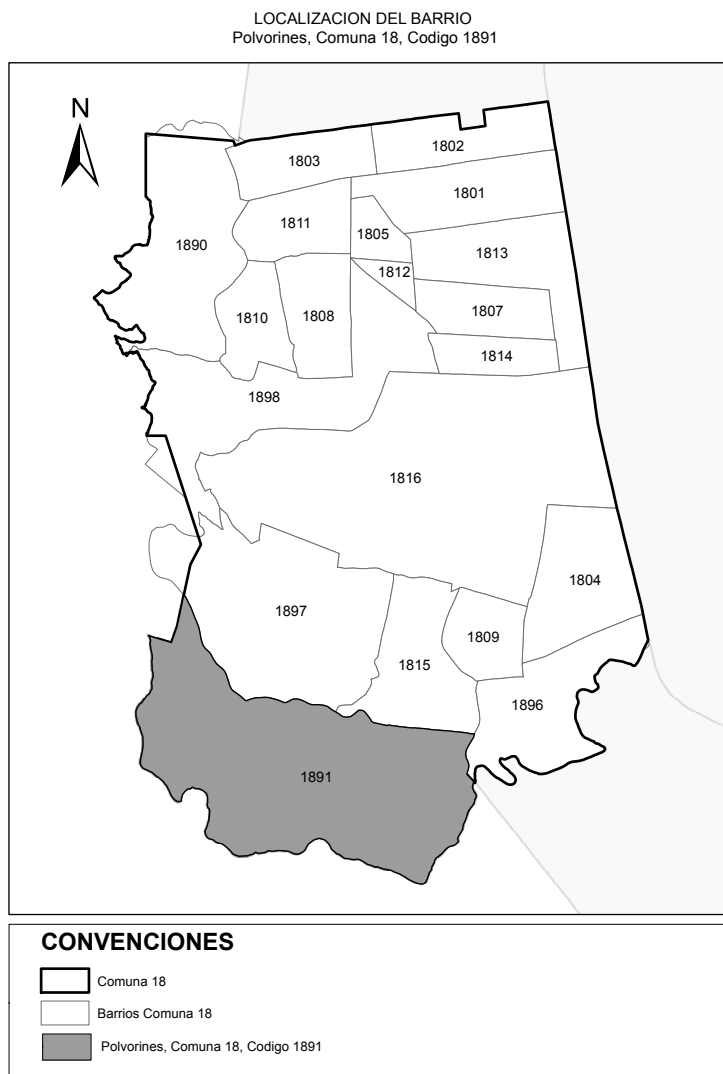 LOCALIZACION DEL BARRIO
Polvorines, Comuna 18, Codigo 1891
N
1802
1803
1801
1811
1805
1890
1813
1812
1807
1810
1808
1814
1898
1816
1804
1897
1809
1815
1896
1891
CONVENCIONES
Comuna 18
Barrios Comuna 18
Polvorines, Comuna 18, Codigo 1891